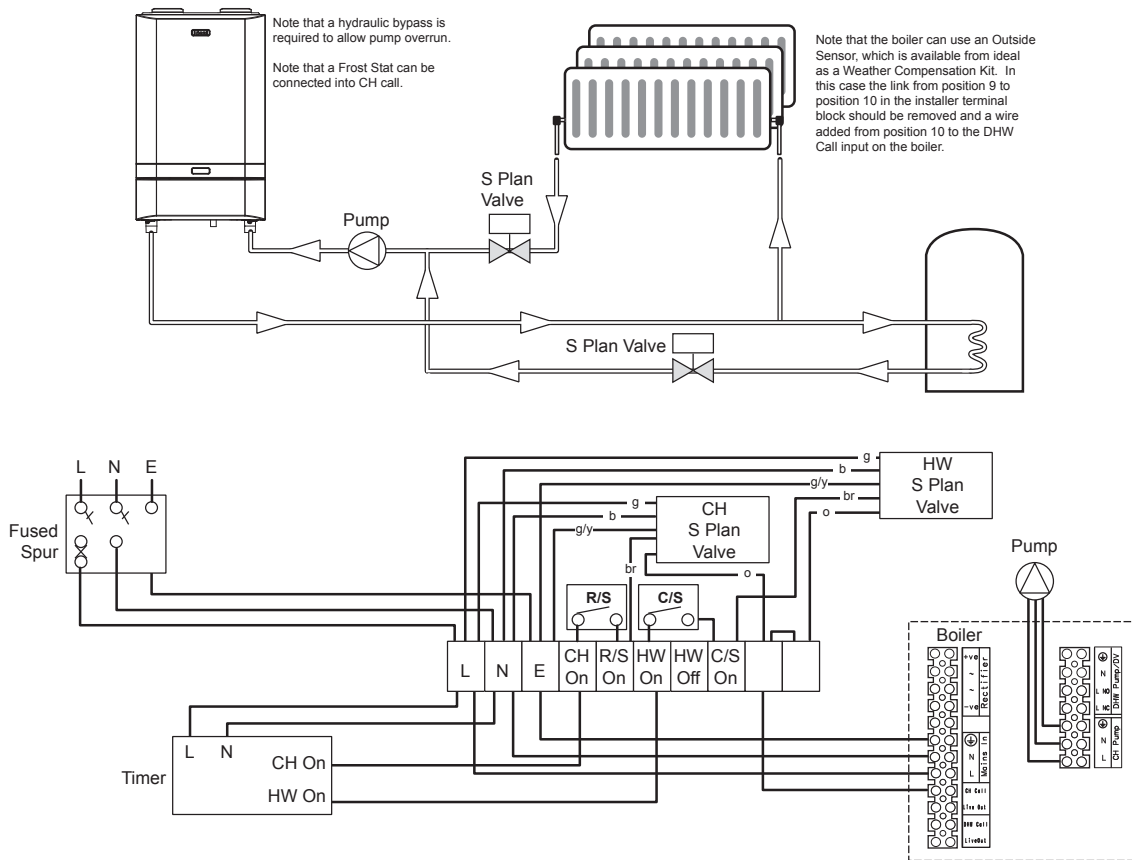 Note that a hydraulic bypass is
required to allow pump overrun.
Note that a Frost Stat can be
connected into CH call.
Note that the boiler can use an Outside
Sensor, which is available from ideal
as a Weather Compensation Kit. In
this case the link from position 9 to
position 10 in the installer terminal
block should be removed and a wire
added from position 10 to the DHW
Call input on the boiler.
S Plan
Valve
Pump
S Plan Valve
L N E
Fused
Spur
g
b
g/y
br
o
HW
S Plan
Valve
g
b
g/y
br
o
CH
S Plan
Valve
R/S
C/S
L
N
E
CH
On
R/S
On
HW
On
HW
Off
C/S
On
L N
CH On
HW On
Timer
Pump
Boiler
+ve
~
~
-ve
Rectifier
N
L
Mains In
CH Call
Live Out
DHW Call
LiveOut
N
L NO
L NC
DHW Pump/DV
N
L
CH Pump